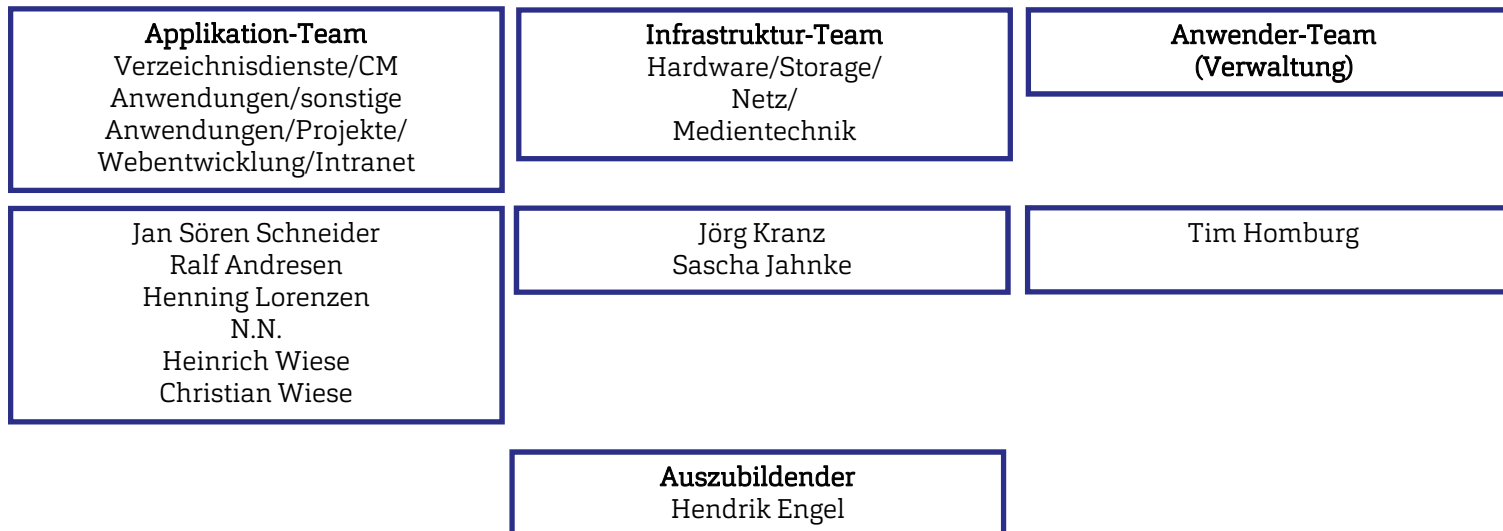 Applikation-Team
Verzeichnisdienste/CM
Anwendungen/sonstige
Anwendungen/Projekte/
Webentwicklung/Intranet
Infrastruktur-Team
Hardware/Storage/
Netz/
Medientechnik
Anwender-Team
(Verwaltung)
Jan Sören Schneider
Ralf Andresen
Henning Lorenzen
N.N.
Heinrich Wiese
Christian Wiese
Jörg Kranz
Sascha Jahnke
Tim Homburg
Auszubildender
Hendrik Engel